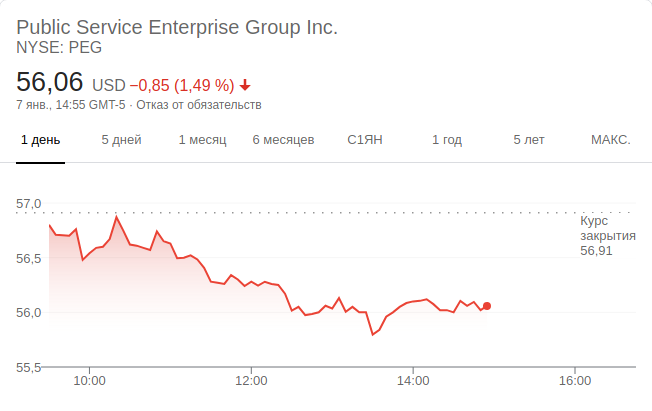 Public Service Enterprise Group Inc.
NYSE: PEG
56,06 USD −0,85 (1,49 %)
7 янв., 14:55 GMT-5 · Отказ от обязательств
1 день 5 дней 1 месяц 6 месяцев С1ЯН 1 год 5 лет МАКС.
57,0
Курс
закрытия
56,91
56,5
56,0
55,5
10:00 12:00 14:00 16:00